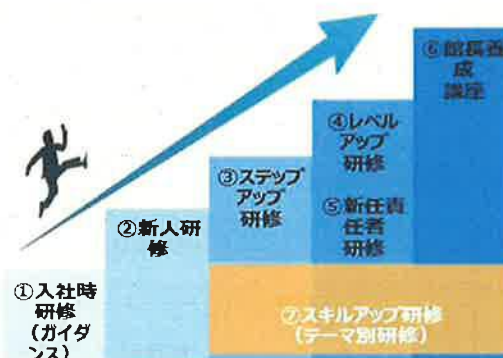 ①入社時
研修
(ガイダ
ンス)
②新人研
修
③ステップ
アップ
研修
④レベル
アップ
研修
⑤新任責
任者
研修
⑥館長養
成
講座
⑦スキルアップ研修
(テーマ別研修)